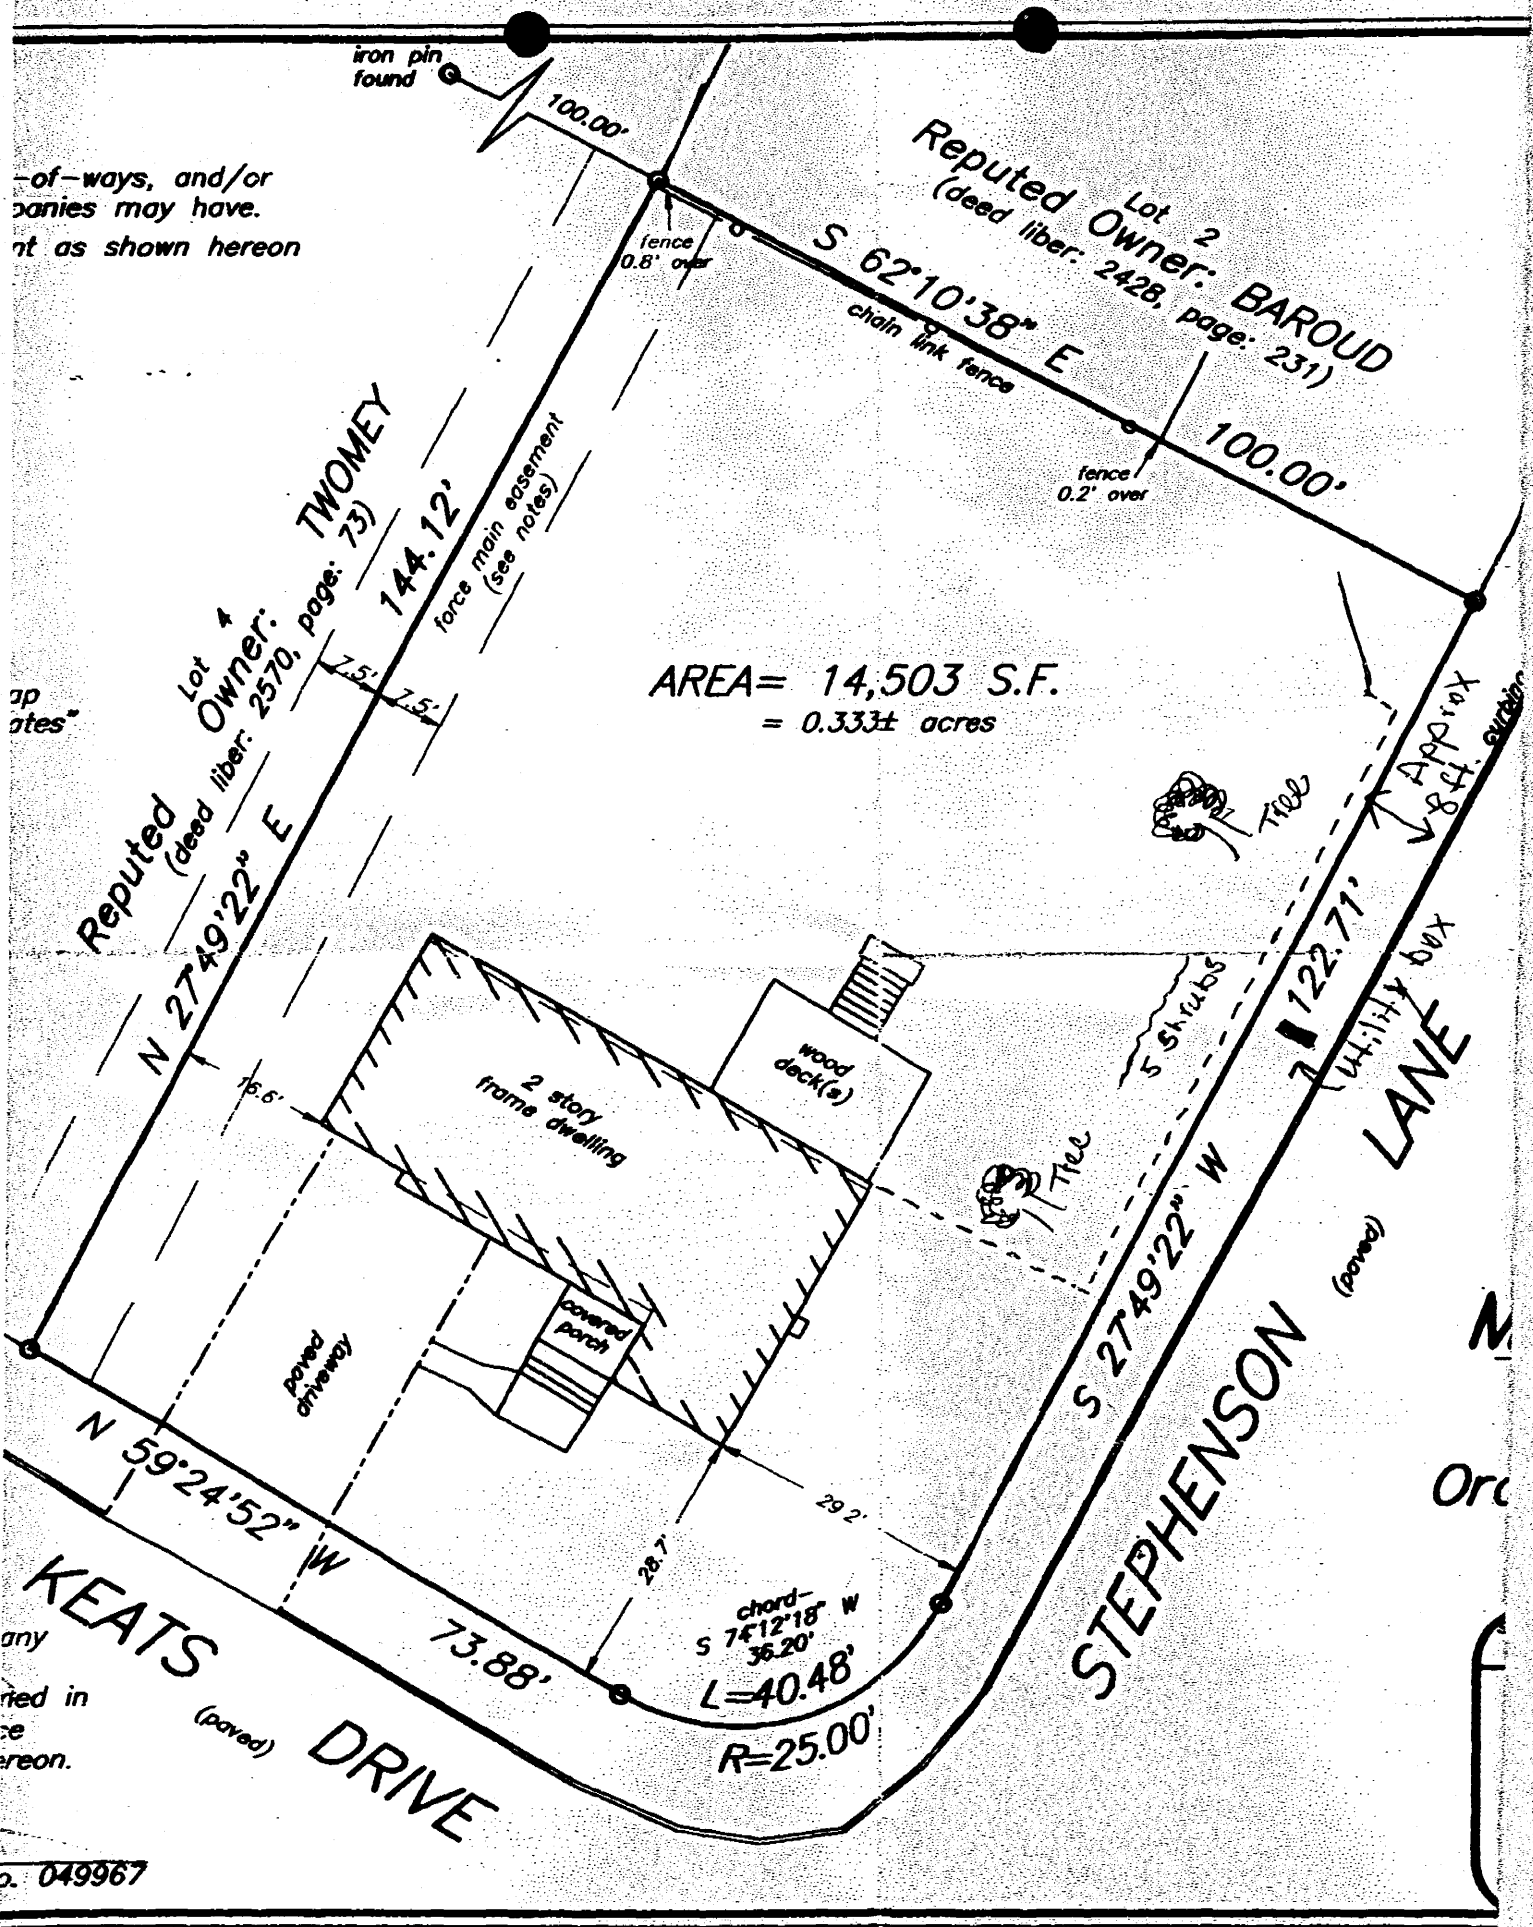 iron pin
found
100.00'
-of-ways, and/or
panies may have.
nt as shown hereon
fence
0.8' over
Lot 2
Reputed Owner: BAROUD
(deed liber: 2428, page: 231)
S 62°10'38" E
100.00'
chain link fence
fence
0.2' over
Lot 4
Reputed Owner: TWOMEY
(deed liber: 2570, page: 73)
N 27°49'22" E
144.12'
force main easement
(see notes)
7.5'
7.5'
ap
ates"
AREA= 14,503 S.F.
= 0.333± acres
Approx
8 ft.
curbing
Tree
122.71'
utility box
5 Shrubs
Tree
wood
deck(s)
2 story
frame dwelling
covered
porch
paved
driveway
S 27°49'22" W
STEPHENSON LANE
(paved)
29.2'
28.7'
chord-
S 74°12'18" W
36.20'
L=40.48'
R=25.00'
N 59°24'52" W
73.88'
KEATS DRIVE
(paved)
any
ried in
ce
ereon.
o. 049967
N
Ora